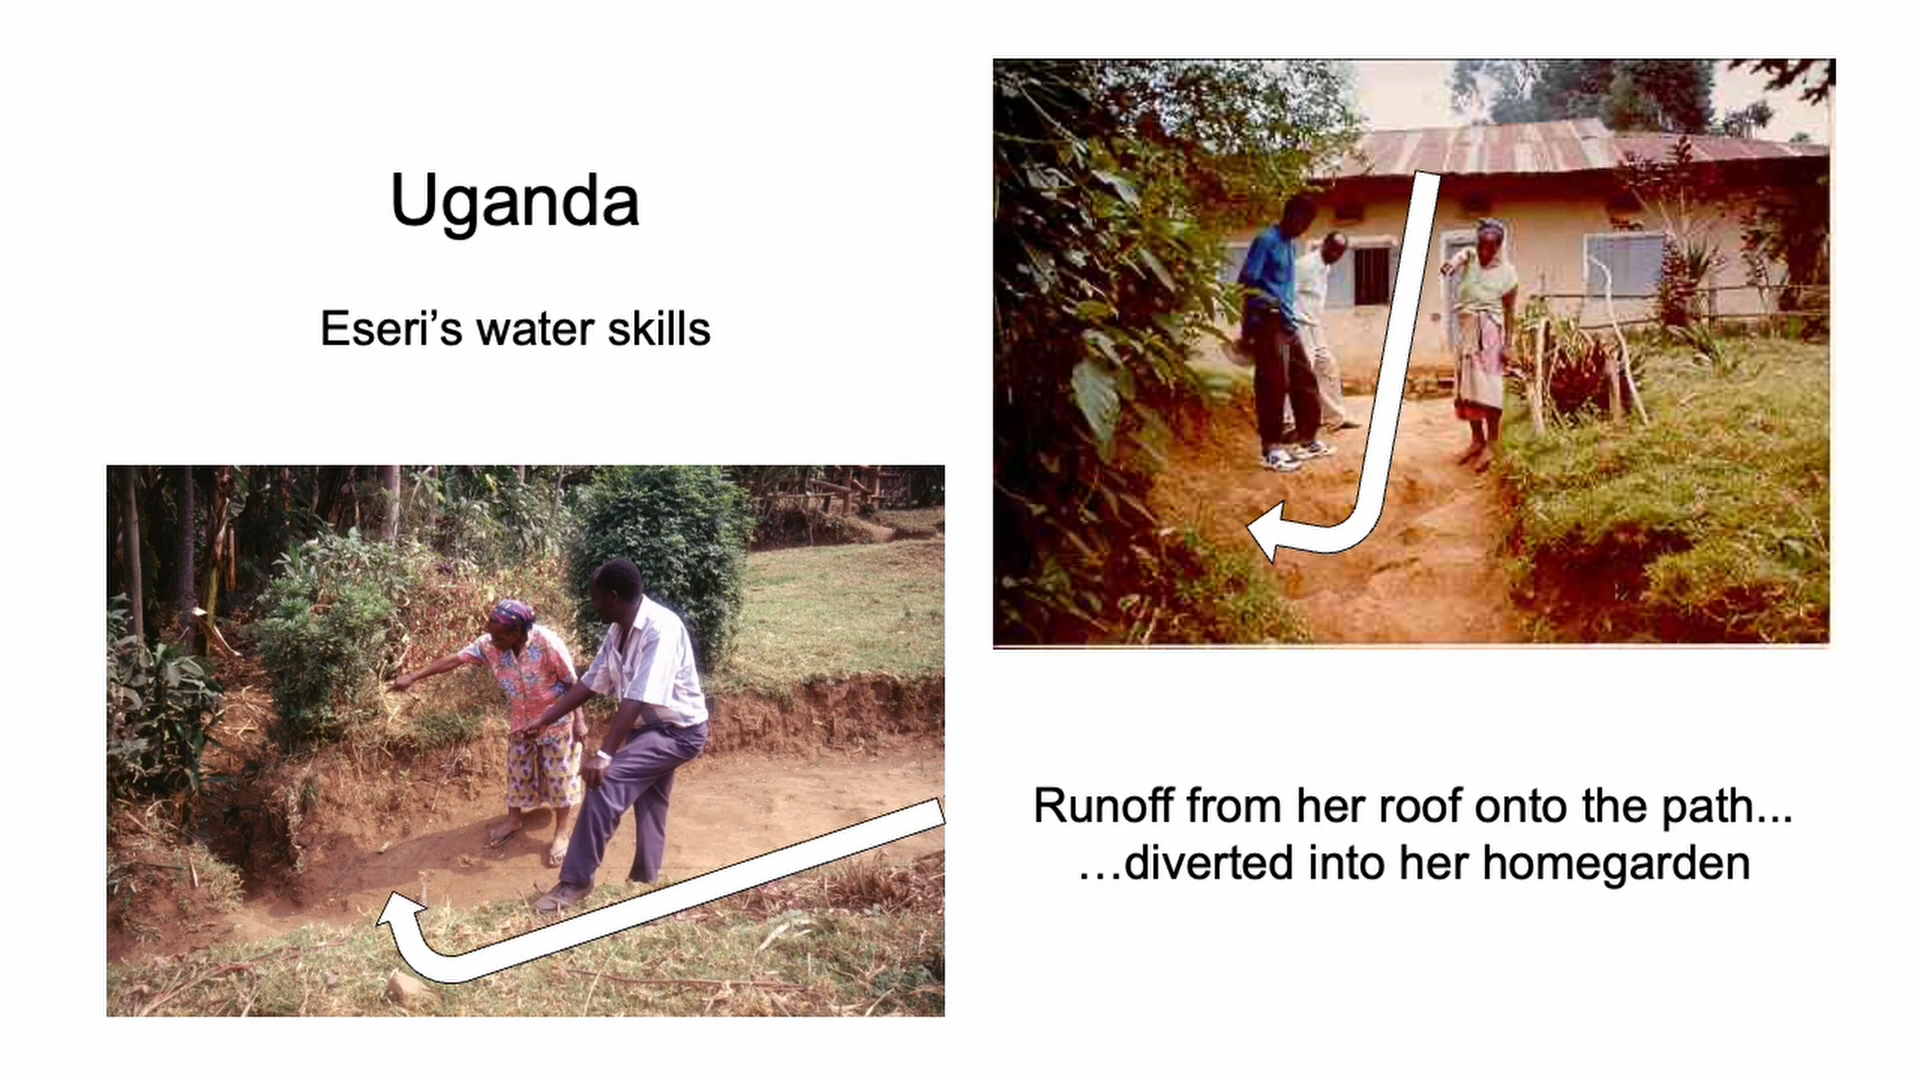 Uganda
Eseri’s water skills
Runoff from her roof onto the path...
…diverted into her homegarden